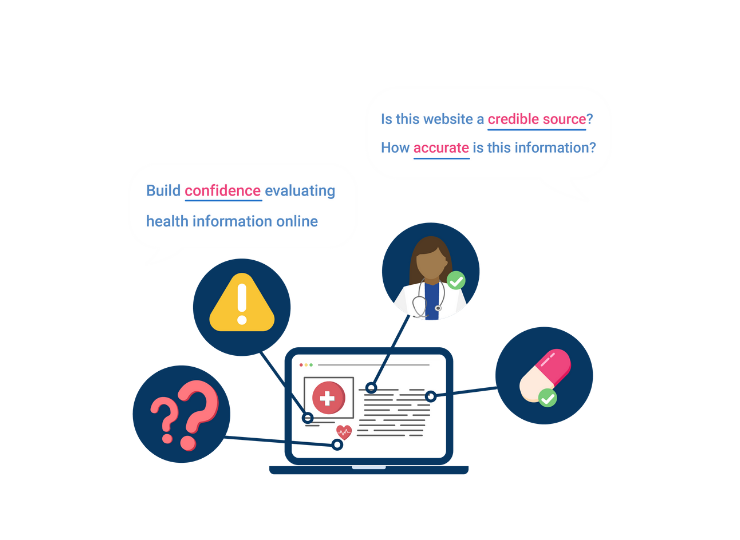 Is this website a credible source?
How accurate is this information?
Build confidence evaluating
health information online